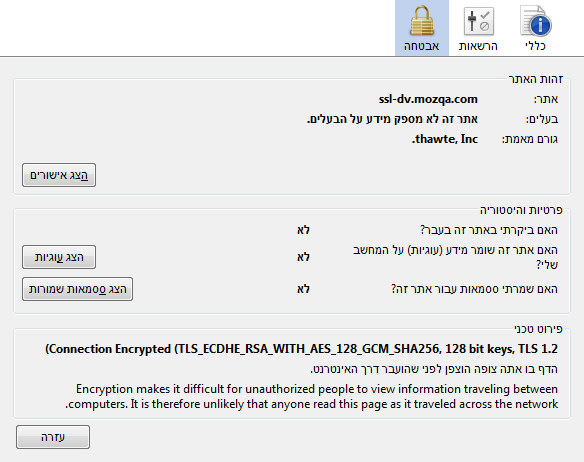 כללי
הרשאות
אבטחה
זהות האתר
אתר: ssl-dv.mozqa.com
בעלים: אתר זה לא מספק מידע על הבעלים.
גורם מאמת: thawte, Inc.
הצג אישורים
פרטיות והיסטוריה
האם ביקרתי באתר זה בעבר? לא
האם אתר זה שומר מידע (עוגיות) על המחשב
שלי? לא הצג עוגיות
האם שמרתי ססמאות עבור אתר זה? לא הצג ססמאות שמורות
פירוט טכני
Connection Encrypted (TLS_ECDHE_RSA_WITH_AES_128_GCM_SHA256, 128 bit keys, TLS 1.2)
הדף בו אתה צופה הוצפן לפני שהועבר דרך האינטרנט.
Encryption makes it difficult for unauthorized people to view information traveling between
computers. It is therefore unlikely that anyone read this page as it traveled across the network.
עזרה